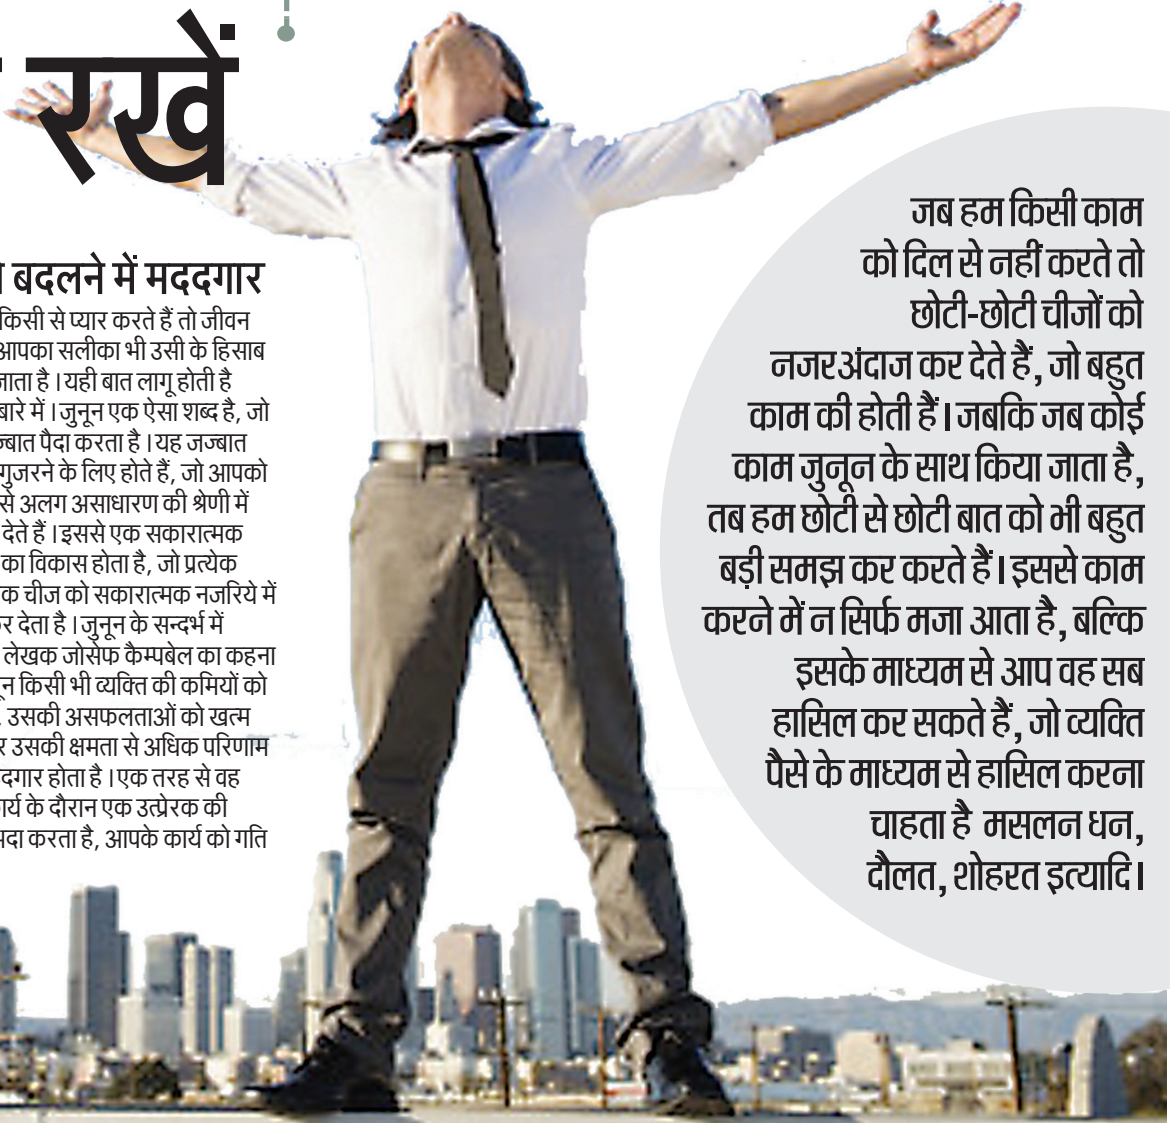 रखें
बदलने में मददगार
किसी से प्यार करते हैं तो जीवन
आपका सलीका भी उसी के हिसाब
जाता है। यही बात लागू होती है
बारे में। जुनून एक ऐसा शब्द है, जो
पैदा करता है। यह जज्बात
गुजरने के लिए होते हैं, जो आपको
से अलग असाधारण की श्रेणी में
देते हैं। इससे एक सकारात्मक
का विकास होता है, जो प्रत्येक
चीज को सकारात्मक नजरिये में
देता है। जुनून के सन्दर्भ में
लेखक जोसेफ कैम्पबेल का कहना
किसी भी व्यक्ति की कमियों को
उसकी असफलताओं को खत्म
उसकी क्षमता से अधिक परिणाम
होता है। एक तरह से वह
के दौरान एक उत्प्रेरक की
करता है, आपके कार्य को गति
जब हम किसी काम
को दिल से नहीं करते तो
छोटी-छोटी चीजों को
नजरअंदाज कर देते हैं, जो बहुत
काम की होती हैं। जबकि जब कोई
काम जुनून के साथ किया जाता है,
तब हम छोटी से छोटी बात को भी बहुत
बड़ी समझ कर करते हैं। इससे काम
करने में न सिर्फ मजा आता है, बल्कि
इसके माध्यम से आप वह सब
हासिल कर सकते हैं, जो व्यक्ति
पैसे के माध्यम से हासिल करना
चाहता है मसलन धन,
दौलत, शोहरत इत्यादि।